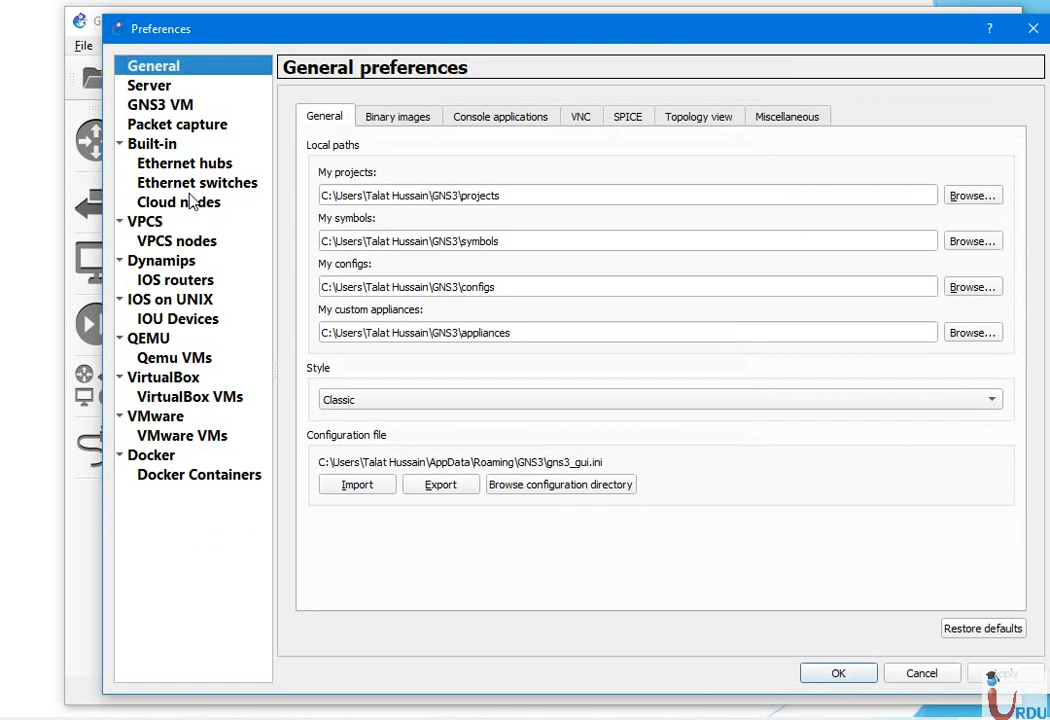 G
Preferences
?
File
General
Server
GNS3 VM
Packet capture
Built-in
Ethernet hubs
Ethernet switches
Cloud nodes
VPCS
VPCS nodes
Dynamips
IOS routers
IOS on UNIX
IOU Devices
QEMU
Qemu VMs
VirtualBox
VirtualBox VMs
VMware
VMware VMs
Docker
Docker Containers
General preferences
General Binary images Console applications VNC SPICE Topology view Miscellaneous
Local paths
My projects:
C:\Users\Talat Hussain\GNS3\projects Browse...
My symbols:
C:\Users\Talat Hussain\GNS3\symbols Browse...
My configs:
C:\Users\Talat Hussain\GNS3\configs Browse...
My custom appliances:
C:\Users\Talat Hussain\GNS3\appliances Browse...
Style
Classic
Configuration file
C:\Users\Talat Hussain\AppData\Roaming\GNS3\gns3_gui.ini
Import Export Browse configuration directory
Restore defaults
OK Cancel Apply
iURDU